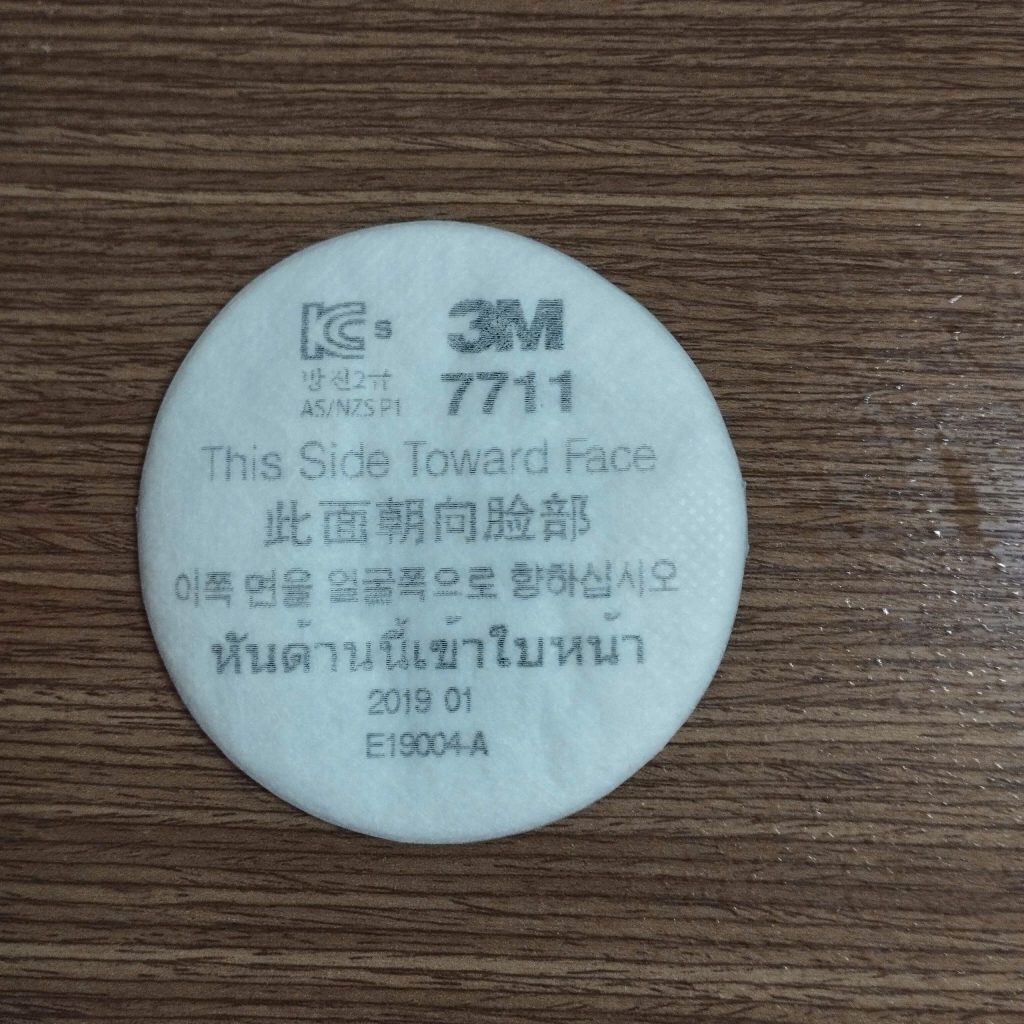 KCs 3M
방진2급 7711
AS/NZS P1
This Side Toward Face
此面朝向脸部
이쪽 면을 얼굴쪽으로 향하십시오
หันด้านนี้เข้าใบหน้า
2019 01
E19004-A